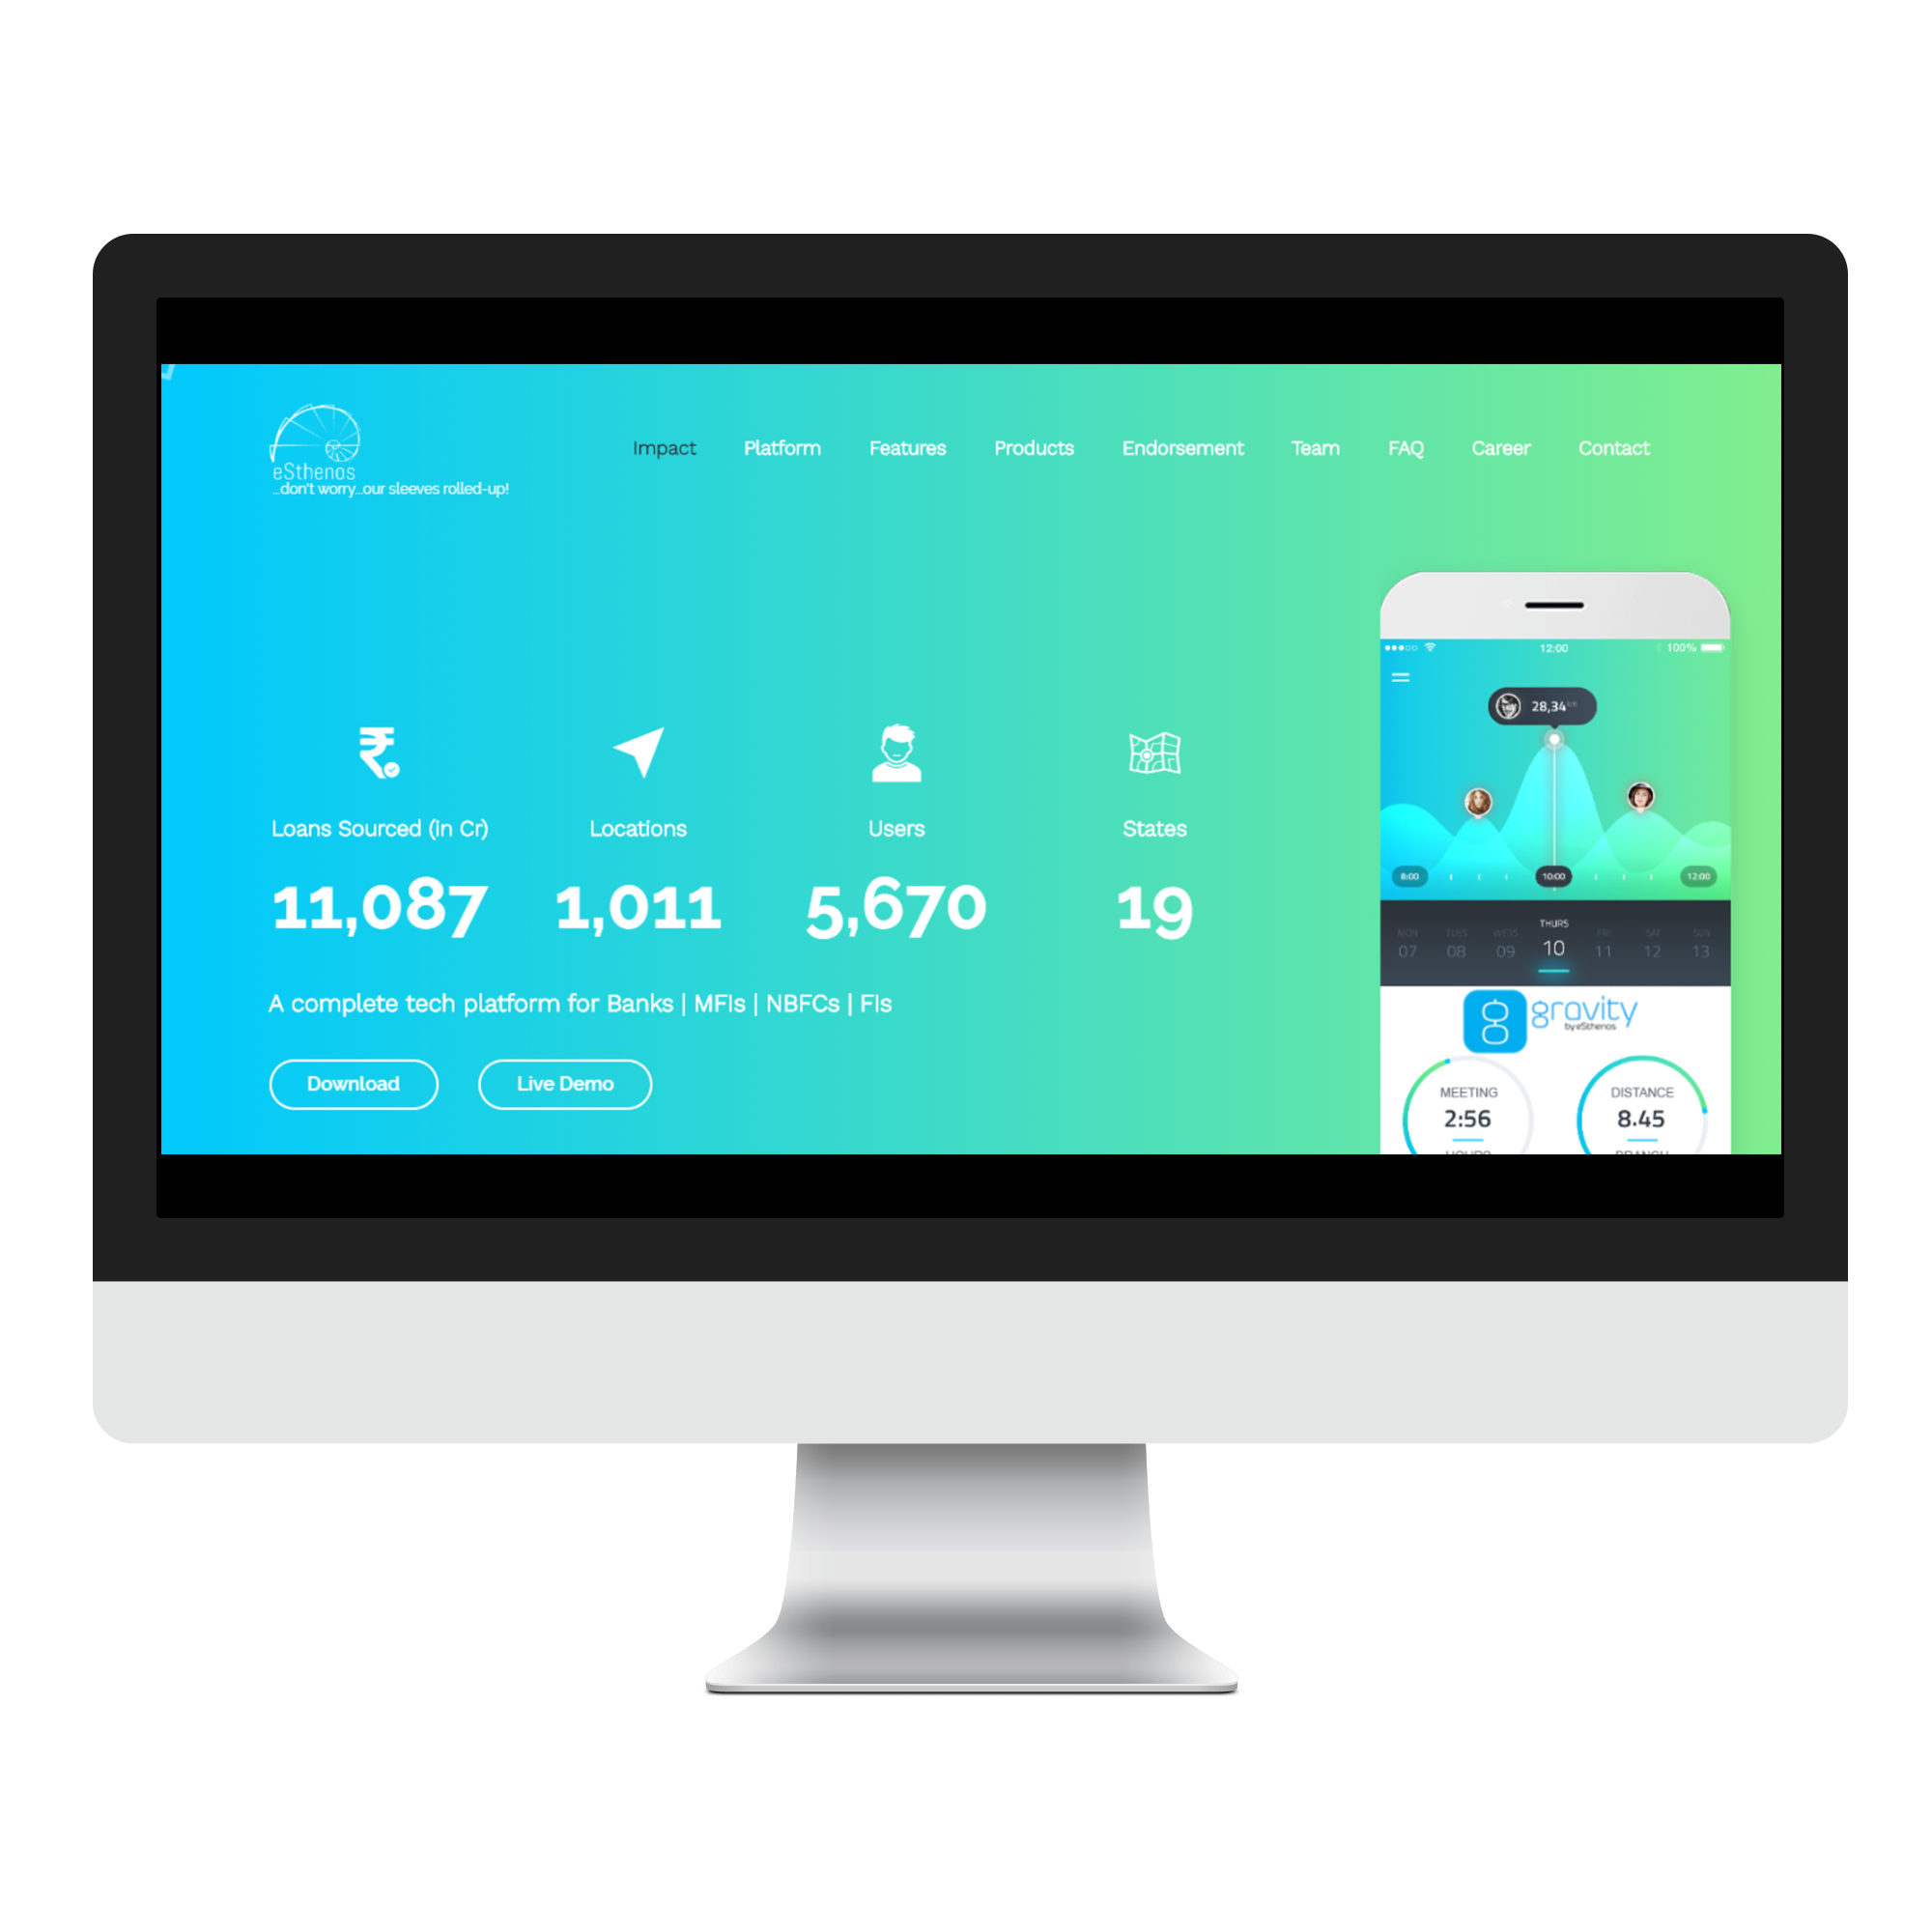 eSthenos
...don't worry...our sleeves rolled-up!
Impact Platform Features Products Endorsement Team FAQ Career Contact
Loans Sourced (in Cr) Locations Users States
11,087 1,011 5,670 19
A complete tech platform for Banks | MFIs | NBFCs | FIs
Download Live Demo
12:00 100%
28,34
8:00 10:00 12:00
MON TUES WEDS THURS FRI SAT SUN
07 08 09 10 11 12 13
g gravity
by eSthenos
MEETING DISTANCE
2:56 8.45
HOURS BRANCH